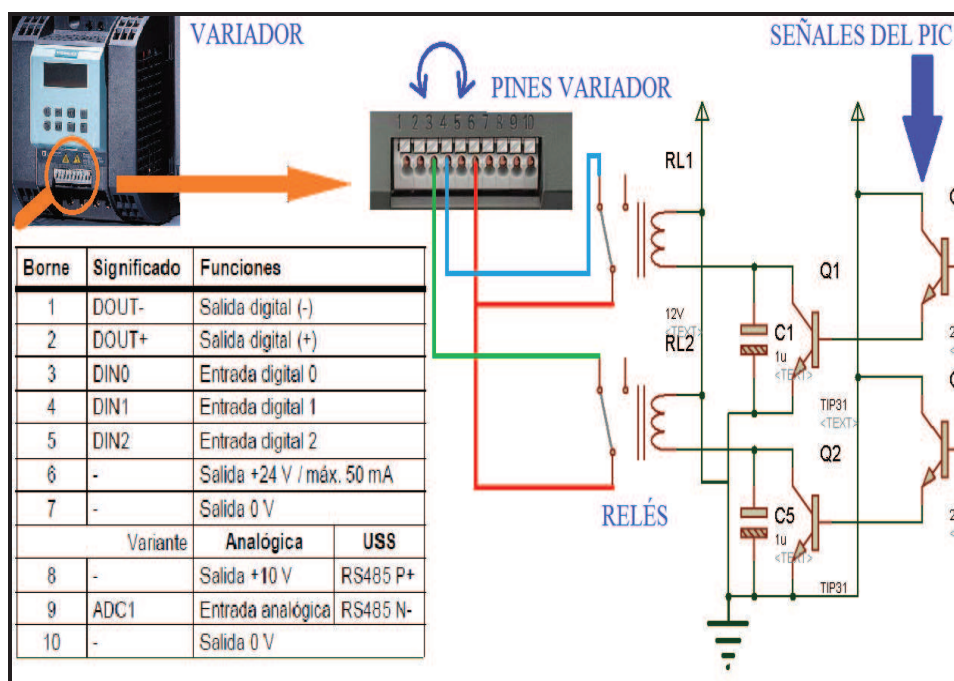 VARIADOR
SEÑALES DEL PIC
PINES VARIADOR
1 2 3 4 5 6 7 8 9 10
RL1
Q1
12V
<TEXT>
RL2
C1
1u
<TEXT>
TIP31
<TEXT>
Q2
C5
1u
<TEXT>
TIP31
RELÉS
Borne Significado Funciones
1 DOUT- Salida digital (-)
2 DOUT+ Salida digital (+)
3 DIN0 Entrada digital 0
4 DIN1 Entrada digital 1
5 DIN2 Entrada digital 2
6 - Salida +24 V / máx. 50 mA
7 - Salida 0 V
Variante Analógica USS
8 - Salida +10 V RS485 P+
9 ADC1 Entrada analógica RS485 N-
10 - Salida 0 V